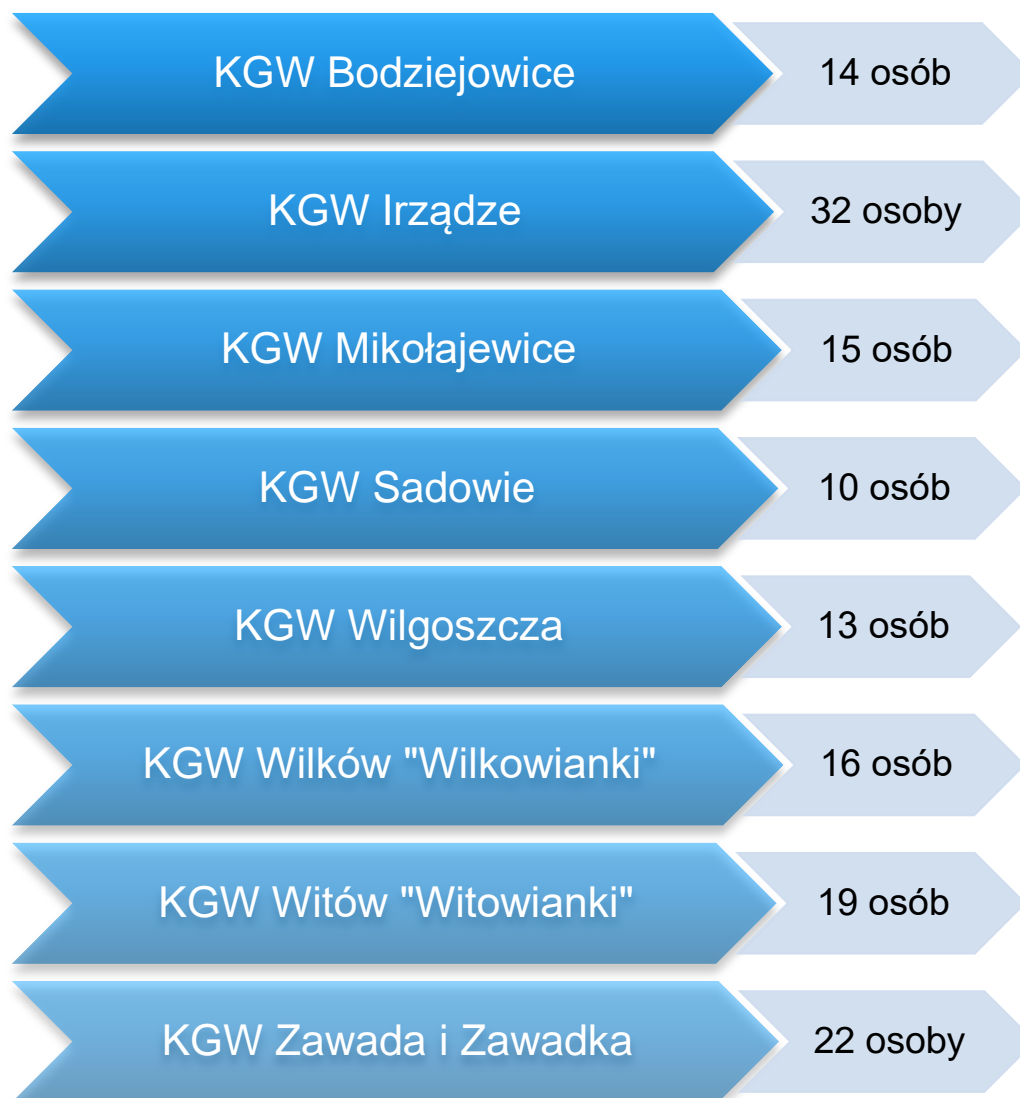 KGW Bodziejowice 14 osób
KGW Irządze 32 osoby
KGW Mikołajewice 15 osób
KGW Sadowie 10 osób
KGW Wilgoszcza 13 osób
KGW Wilków "Wilkowianki" 16 osób
KGW Witów "Witowianki" 19 osób
KGW Zawada i Zawadka 22 osoby